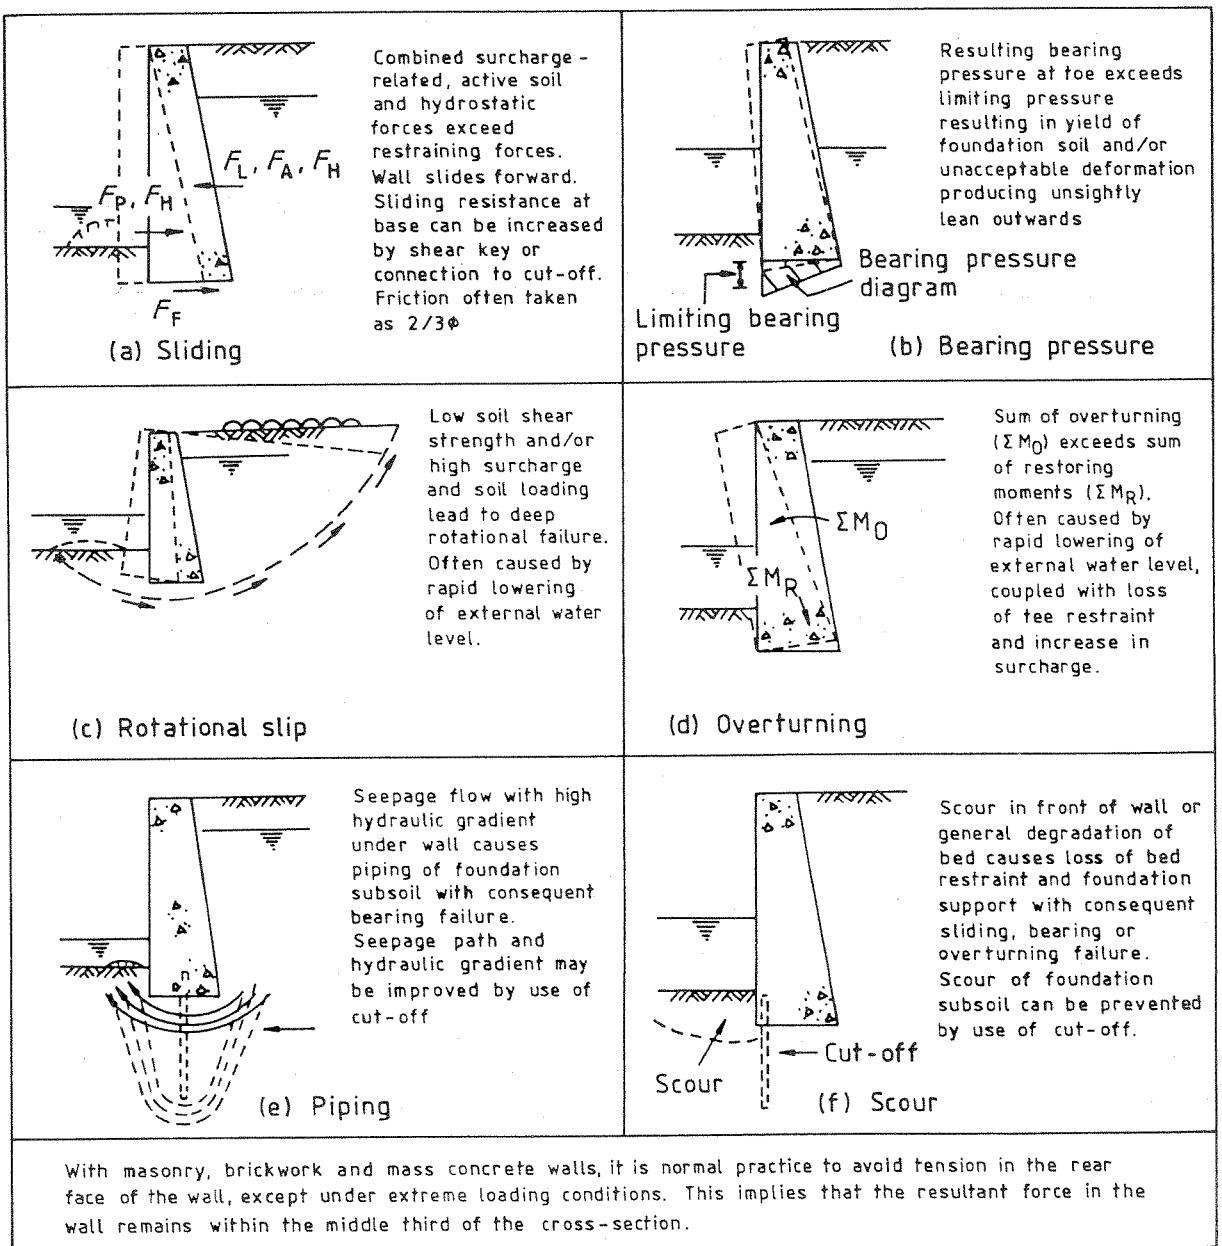 Combined surcharge-
related, active soil
and hydrostatic
forces exceed
restraining forces.
Wall slides forward.
Sliding resistance at
base can be increased
by shear key or
connection to cut-off.
Friction often taken
as 2/3Φ
F_L, F_A, F_H
F_P, F_H
F_F
(a) Sliding
Resulting bearing
pressure at toe exceeds
limiting pressure
resulting in yield of
foundation soil and/or
unacceptable deformation
producing unsightly
lean outwards
Bearing pressure
diagram
Limiting bearing
pressure
(b) Bearing pressure
Low soil shear
strength and/or
high surcharge
and soil loading
lead to deep
rotational failure.
Often caused by
rapid lowering
of external water
level.
(c) Rotational slip
Sum of overturning
(ΣM_O) exceeds sum
of restoring
moments (ΣM_R).
Often caused by
rapid lowering of
external water level,
coupled with loss
of tee restraint
and increase in
surcharge.
ΣM_O
ΣM_R
(d) Overturning
Seepage flow with high
hydraulic gradient
under wall causes
piping of foundation
subsoil with consequent
bearing failure.
Seepage path and
hydraulic gradient may
be improved by use of
cut-off
(e) Piping
Scour in front of wall or
general degradation of
bed causes loss of bed
restraint and foundation
support with consequent
sliding, bearing or
overturning failure.
Scour of foundation
subsoil can be prevented
by use of cut-off.
Cut-off
Scour
(f) Scour
With masonry, brickwork and mass concrete walls, it is normal practice to avoid tension in the rear
face of the wall, except under extreme loading conditions. This implies that the resultant force in the
wall remains within the middle third of the cross-section.